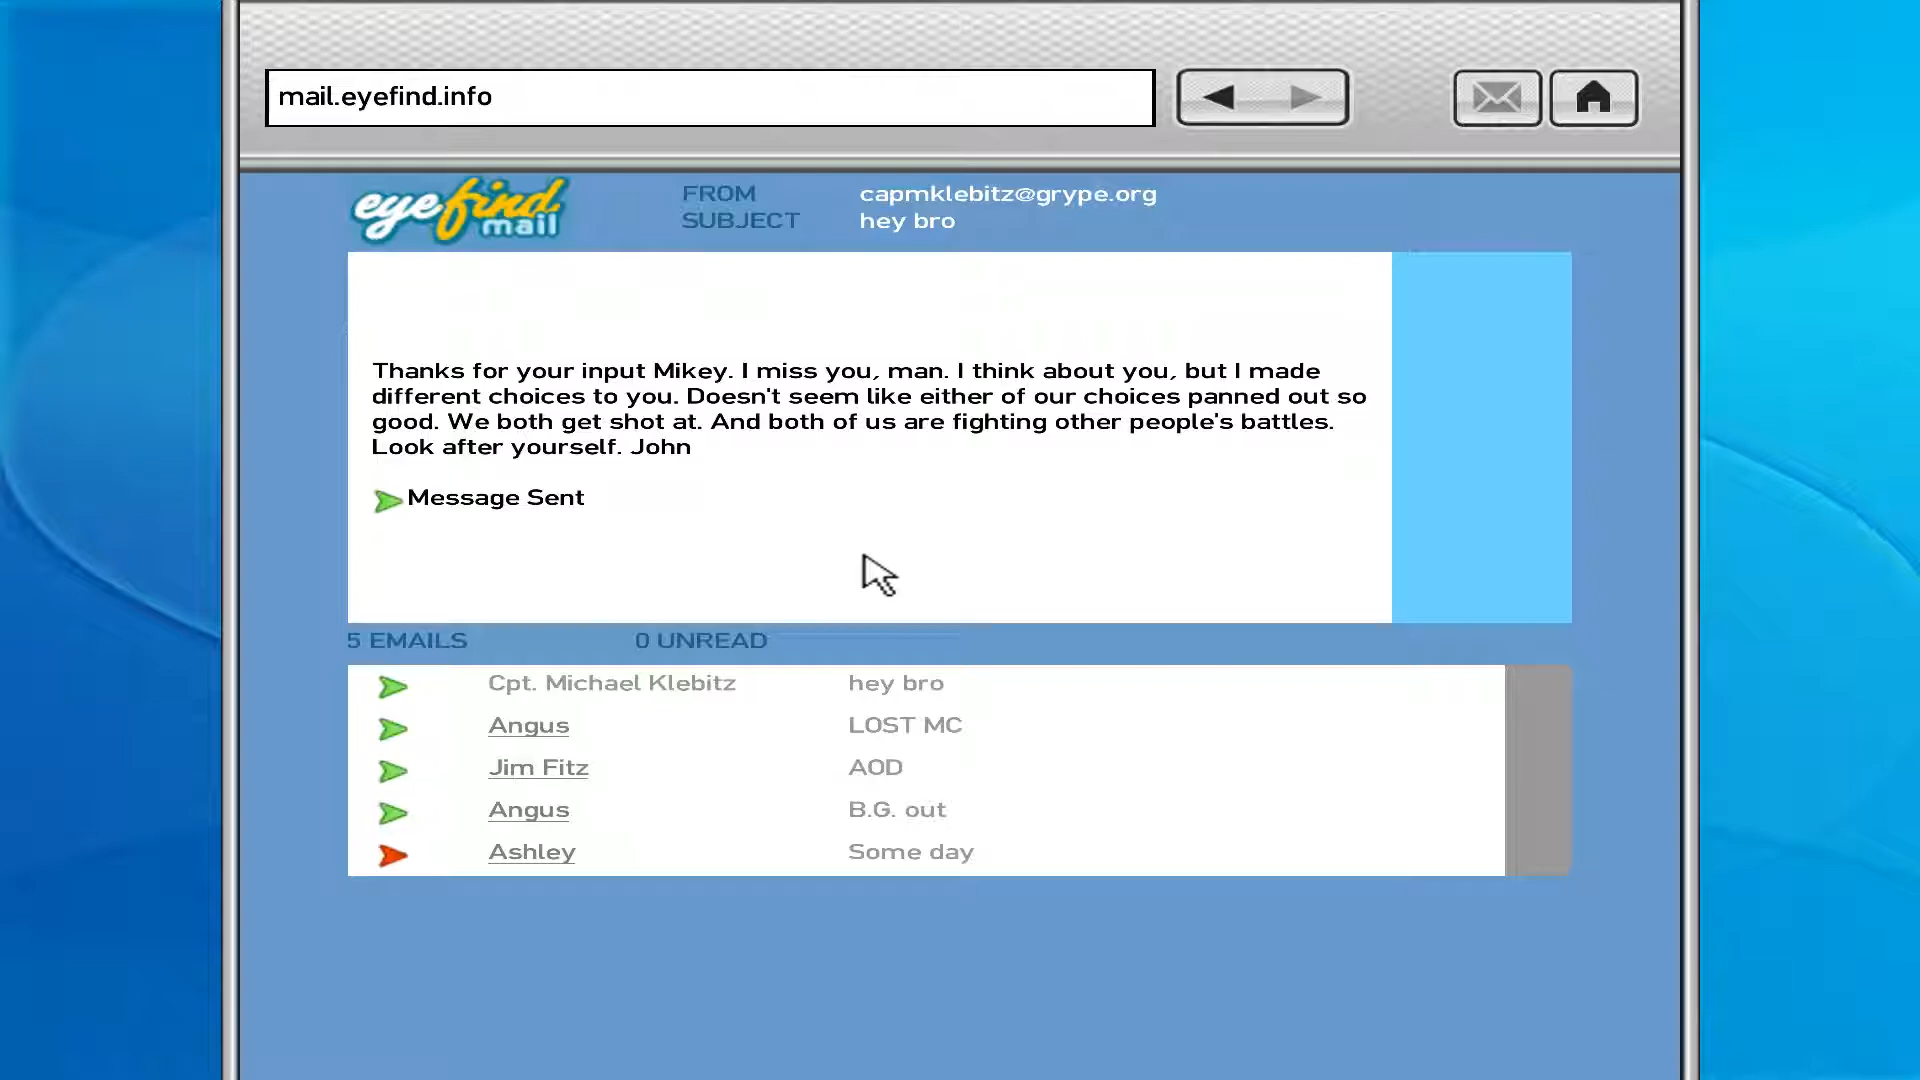 mail.eyefind.info
eyefind mail
FROM capmklebitz@grype.org
SUBJECT hey bro
Thanks for your input Mikey. I miss you, man. I think about you, but I made
different choices to you. Doesn't seem like either of our choices panned out so
good. We both get shot at. And both of us are fighting other people's battles.
Look after yourself. John
Message Sent
5 EMAILS 0 UNREAD
Cpt. Michael Klebitz hey bro
Angus LOST MC
Jim Fitz AOD
Angus B.G. out
Ashley Some day